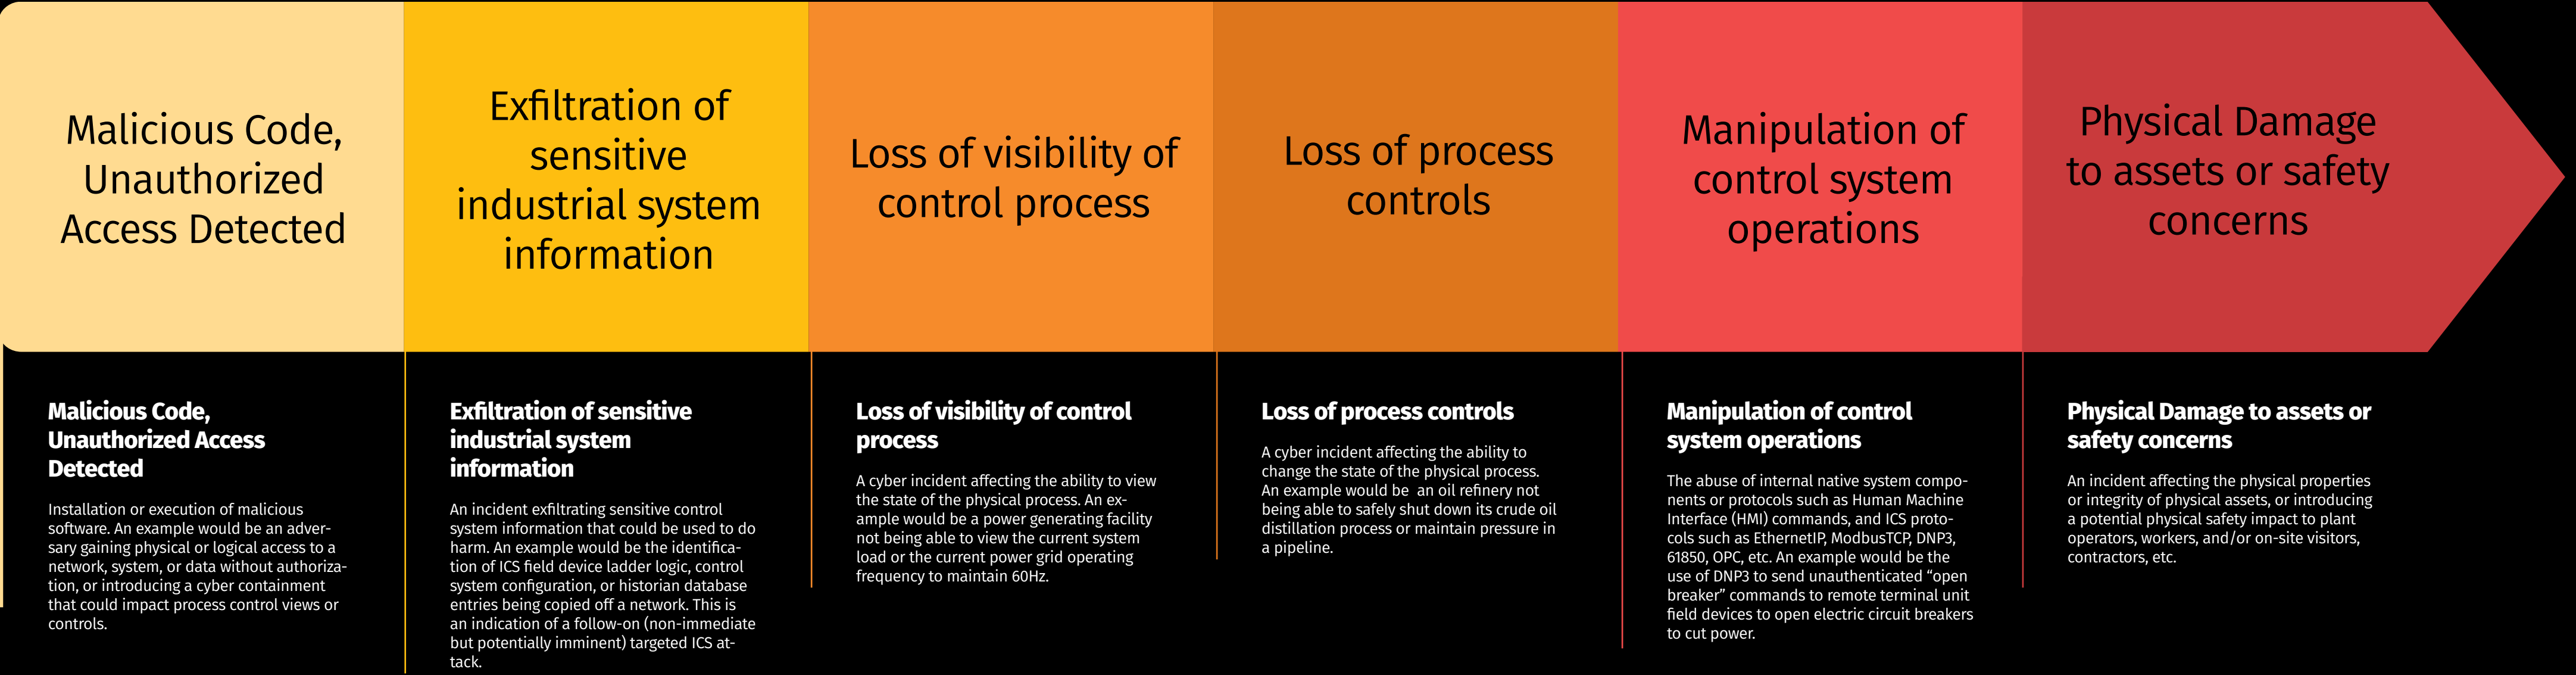 Malicious Code,
Unauthorized
Access Detected
Exfiltration of
sensitive
industrial system
information
Loss of visibility of
control process
Loss of process
controls
Manipulation of
control system
operations
Physical Damage
to assets or safety
concerns
Malicious Code,
Unauthorized Access
Detected
Installation or execution of malicious
software. An example would be an adver-
sary gaining physical or logical access to a
network, system, or data without authoriza-
tion, or introducing a cyber containment
that could impact process control views or
controls.
Exfiltration of sensitive
industrial system
information
An incident exfiltrating sensitive control
system information that could be used to do
harm. An example would be the identifica-
tion of ICS field device ladder logic, control
system configuration, or historian database
entries being copied off a network. This is
an indication of a follow-on (non-immediate
but potentially imminent) targeted ICS at-
tack.
Loss of visibility of control
process
A cyber incident affecting the ability to view
the state of the physical process. An ex-
ample would be a power generating facility
not being able to view the current system
load or the current power grid operating
frequency to maintain 60Hz.
Loss of process controls
A cyber incident affecting the ability to
change the state of the physical process.
An example would be  an oil refinery not
being able to safely shut down its crude oil
distillation process or maintain pressure in
a pipeline.
Manipulation of control
system operations
The abuse of internal native system compo-
nents or protocols such as Human Machine
Interface (HMI) commands, and ICS proto-
cols such as EthernetIP, ModbusTCP, DNP3,
61850, OPC, etc. An example would be the
use of DNP3 to send unauthenticated “open
breaker” commands to remote terminal unit
field devices to open electric circuit breakers
to cut power.
Physical Damage to assets or
safety concerns
An incident affecting the physical properties
or integrity of physical assets, or introducing
a potential physical safety impact to plant
operators, workers, and/or on-site visitors,
contractors, etc.